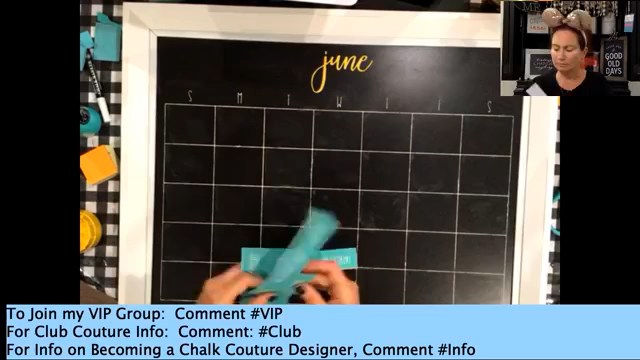 june
S M T W T F S
GOOD
OLD
DAYS
To Join my VIP Group:  Comment #VIP
For Club Couture Info:  Comment: #Club
For Info on Becoming a Chalk Couture Designer, Comment #Info